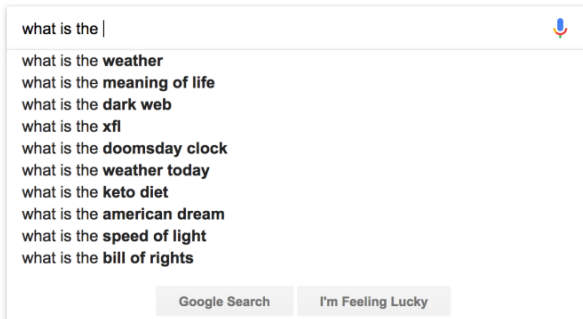 what is the
what is the weather
what is the meaning of life
what is the dark web
what is the xfl
what is the doomsday clock
what is the weather today
what is the keto diet
what is the american dream
what is the speed of light
what is the bill of rights
Google Search I'm Feeling Lucky